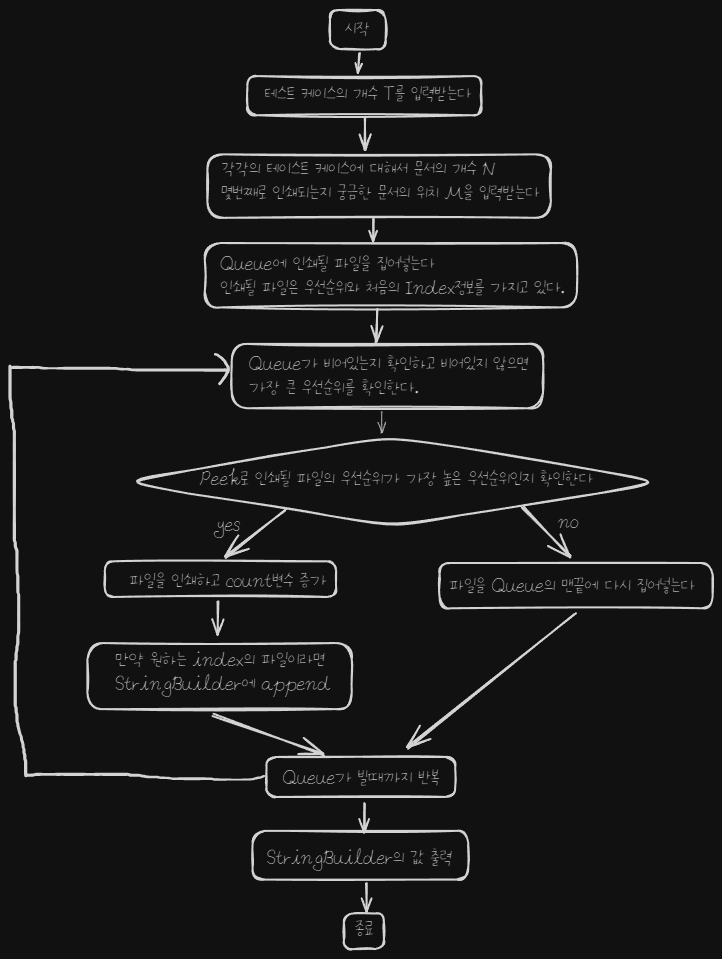 시작
테스트 케이스의 개수 T를 입력받는다
각각의 테이스트 케이스에 대해서 문서의 개수 N
몇번째로 인쇄되는지 궁금한 문서의 위치 M을 입력받는다
Queue에 인쇄될 파일을 집어넣는다
인쇄될 파일은 우선순위와 처음의 Index정보를 가지고 있다.
Queue가 비어있는지 확인하고 비어있지 않으면
가장 큰 우선순위를 확인한다.
Peek로 인쇄될 파일의 우선순위가 가장 높은 우선순위인지 확인한다
yes
no
파일을 인쇄하고 count변수 증가
파일을 Queue의 맨끝에 다시 집어넣는다
만약 원하는 index의 파일이라면
StringBuilder에 append
Queue가 빌때까지 반복
StringBuilder의 값 출력
종료